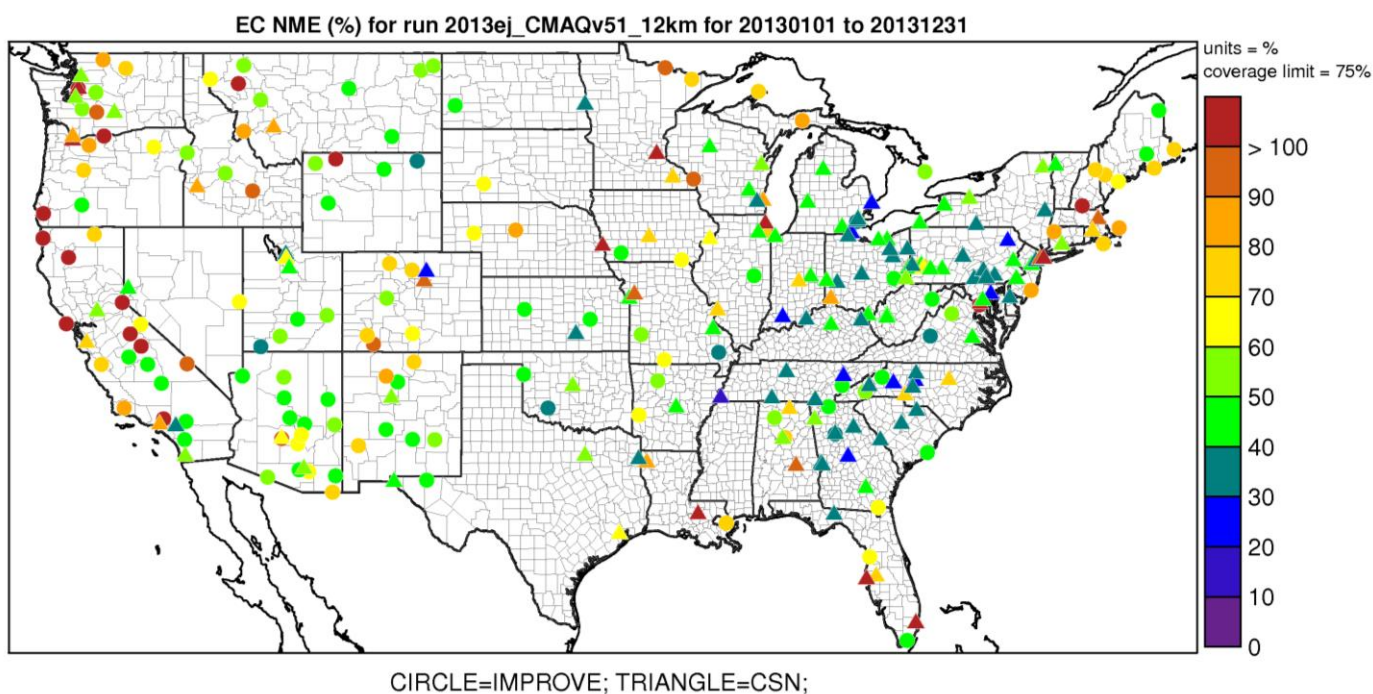 EC NME (%) for run 2013ej_CMAQv51_12km for 20130101 to 20131231
units = %
coverage limit = 75%
> 100
90
80
70
60
50
40
30
20
10
0
CIRCLE=IMPROVE; TRIANGLE=CSN;